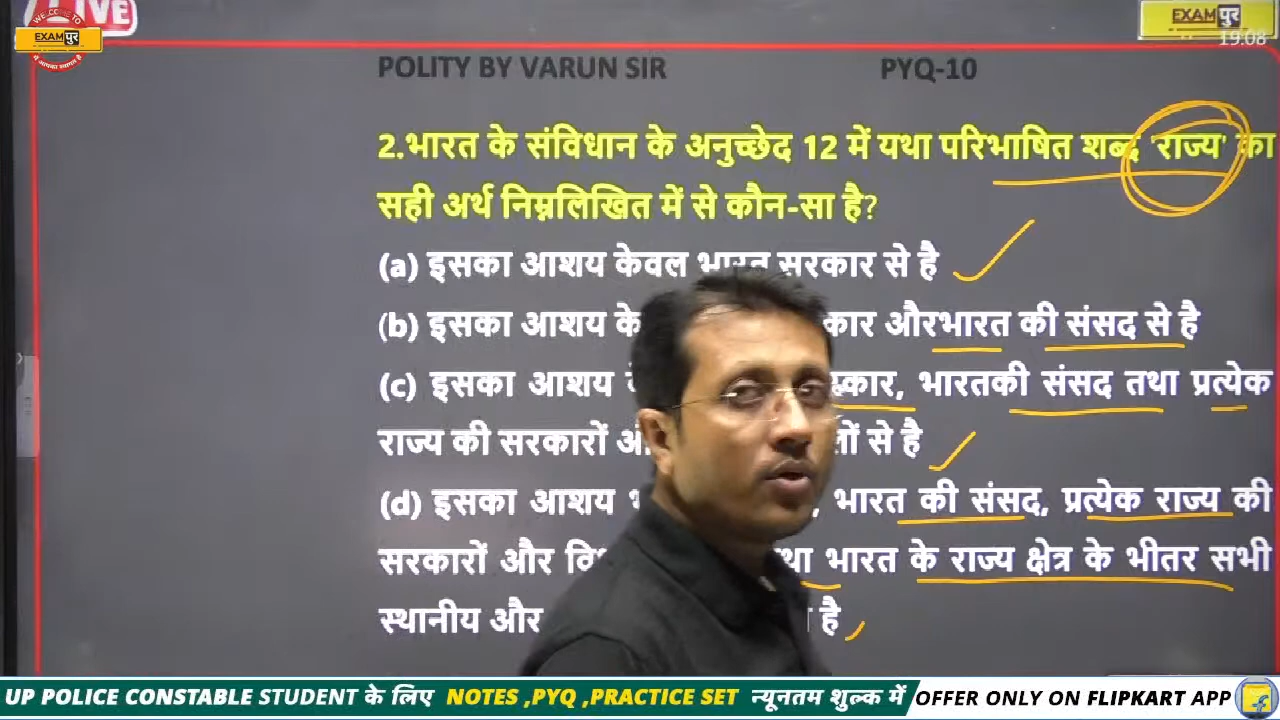 LIVE
WELCOME TO
EXAMपुर
EXAMपुर
19:08
POLITY BY VARUN SIR PYQ-10
2.भारत के संविधान के अनुच्छेद 12 में यथा परिभाषित शब्द 'राज्य' का
सही अर्थ निम्नलिखित में से कौन-सा है?
(a) इसका आशय केवल भारत सरकार से है
(b) इसका आशय औरभारत की संसद से है
(c) इसका आशय भारतकी संसद तथा प्रत्येक
राज्य की सरकारों से है
(d) इसका आशय भारत की संसद, प्रत्येक राज्य की
सरकारों और भारत के राज्य क्षेत्र के भीतर सभी
स्थानीय और है
UP POLICE CONSTABLE STUDENT के लिए NOTES ,PYQ ,PRACTICE SET न्यूनतम शुल्क में OFFER ONLY ON FLIPKART APP